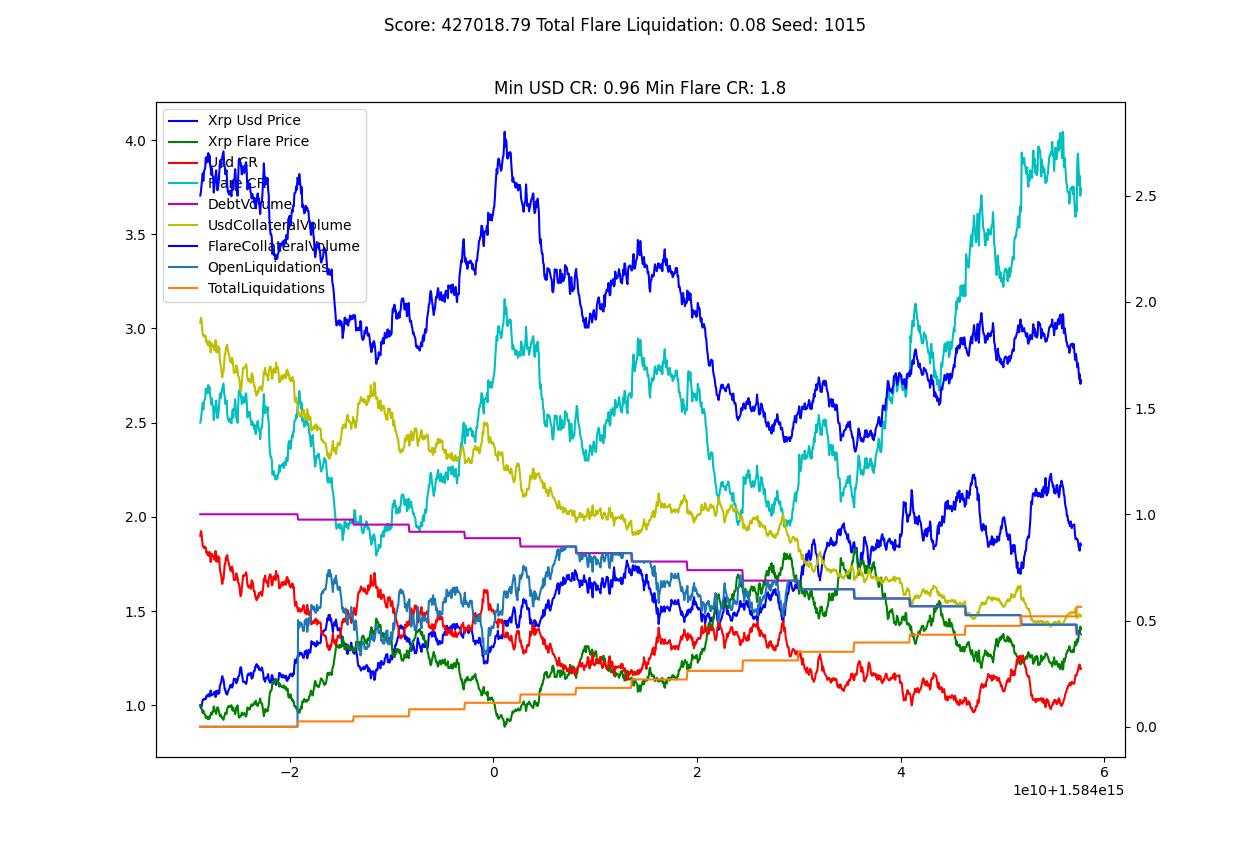 Score: 427018.79 Total Flare Liquidation: 0.08 Seed: 1015
Min USD CR: 0.96 Min Flare CR: 1.8
Xrp Usd Price
Xrp Flare Price
Usd CR
Flare CR
DebtVolume
UsdCollateralVolume
FlareCollateralVolume
OpenLiquidations
TotalLiquidations
4.0
3.5
3.0
2.5
2.0
1.5
1.0
2.5
2.0
1.5
1.0
0.5
0.0
−2
0
2
4
6
1e10+1.584e15